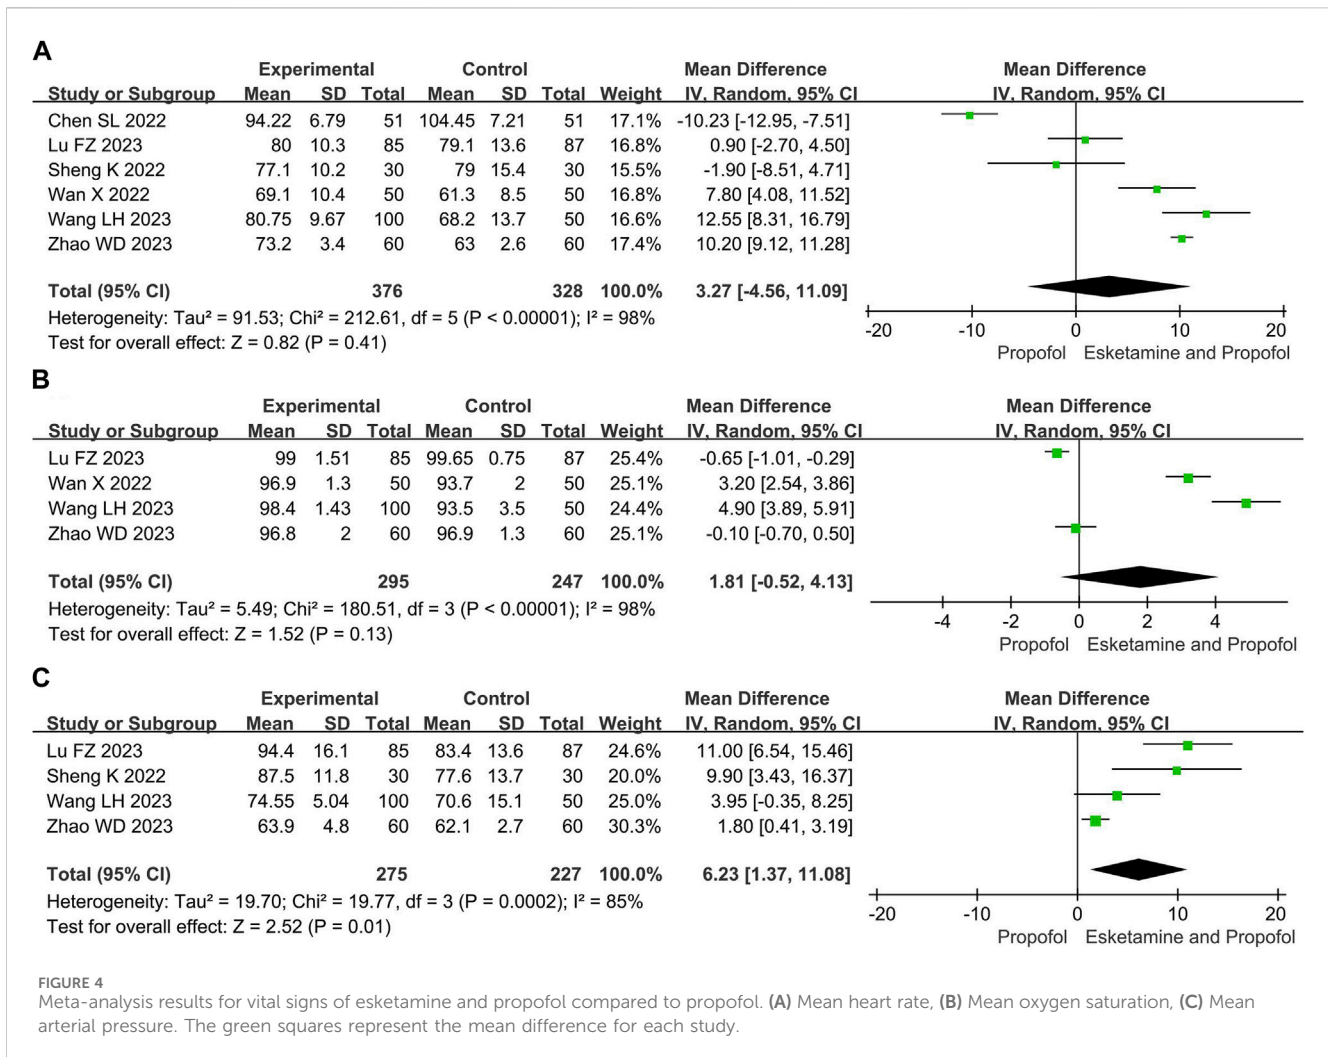 A
Experimental Control Mean Difference Mean Difference
Study or Subgroup Mean SD Total Mean SD Total Weight IV, Random, 95% CI IV, Random, 95% CI
Chen SL 2022 94.22 6.79 51 104.45 7.21 51 17.1% -10.23 [-12.95, -7.51]
Lu FZ 2023 80 10.3 85 79.1 13.6 87 16.8% 0.90 [-2.70, 4.50]
Sheng K 2022 77.1 10.2 30 79 15.4 30 15.5% -1.90 [-8.51, 4.71]
Wan X 2022 69.1 10.4 50 61.3 8.5 50 16.8% 7.80 [4.08, 11.52]
Wang LH 2023 80.75 9.67 100 68.2 13.7 50 16.6% 12.55 [8.31, 16.79]
Zhao WD 2023 73.2 3.4 60 63 2.6 60 17.4% 10.20 [9.12, 11.28]
Total (95% CI) 376 328 100.0% 3.27 [-4.56, 11.09]
Heterogeneity: Tau² = 91.53; Chi² = 212.61, df = 5 (P < 0.00001); I² = 98%
Test for overall effect: Z = 0.82 (P = 0.41)
-20 -10 0 10 20
Propofol Esketamine and Propofol
B
Experimental Control Mean Difference Mean Difference
Study or Subgroup Mean SD Total Mean SD Total Weight IV, Random, 95% CI IV, Random, 95% CI
Lu FZ 2023 99 1.51 85 99.65 0.75 87 25.4% -0.65 [-1.01, -0.29]
Wan X 2022 96.9 1.3 50 93.7 2 50 25.1% 3.20 [2.54, 3.86]
Wang LH 2023 98.4 1.43 100 93.5 3.5 50 24.4% 4.90 [3.89, 5.91]
Zhao WD 2023 96.8 2 60 96.9 1.3 60 25.1% -0.10 [-0.70, 0.50]
Total (95% CI) 295 247 100.0% 1.81 [-0.52, 4.13]
Heterogeneity: Tau² = 5.49; Chi² = 180.51, df = 3 (P < 0.00001); I² = 98%
Test for overall effect: Z = 1.52 (P = 0.13)
-4 -2 0 2 4
Propofol Esketamine and Propofol
C
Experimental Control Mean Difference Mean Difference
Study or Subgroup Mean SD Total Mean SD Total Weight IV, Random, 95% CI IV, Random, 95% CI
Lu FZ 2023 94.4 16.1 85 83.4 13.6 87 24.6% 11.00 [6.54, 15.46]
Sheng K 2022 87.5 11.8 30 77.6 13.7 30 20.0% 9.90 [3.43, 16.37]
Wang LH 2023 74.55 5.04 100 70.6 15.1 50 25.0% 3.95 [-0.35, 8.25]
Zhao WD 2023 63.9 4.8 60 62.1 2.7 60 30.3% 1.80 [0.41, 3.19]
Total (95% CI) 275 227 100.0% 6.23 [1.37, 11.08]
Heterogeneity: Tau² = 19.70; Chi² = 19.77, df = 3 (P = 0.0002); I² = 85%
Test for overall effect: Z = 2.52 (P = 0.01)
-20 -10 0 10 20
Propofol Esketamine and Propofol
FIGURE 4
Meta-analysis results for vital signs of esketamine and propofol compared to propofol. (A) Mean heart rate, (B) Mean oxygen saturation, (C) Mean
arterial pressure. The green squares represent the mean difference for each study.